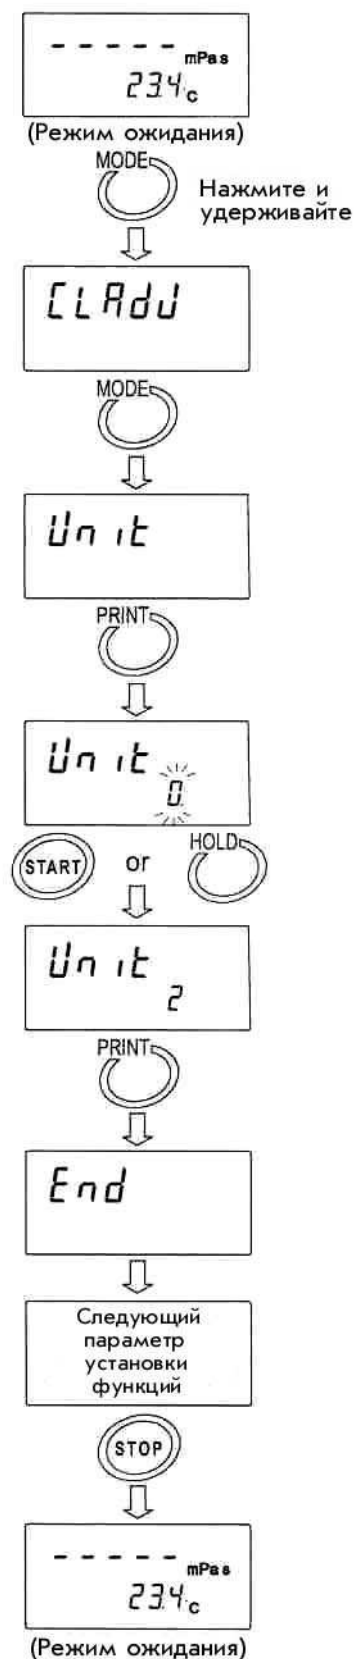 - - - - - mPas
23.4 c
(Режим ожидания)
MODE
Нажмите и
удерживайте
CLAdJ
MODE
Unit
PRINT
Unit
0.
START or HOLD
Unit
2
PRINT
End
Следующий
параметр
установки
функций
STOP
- - - - - mPas
23.4 c
(Режим ожидания)